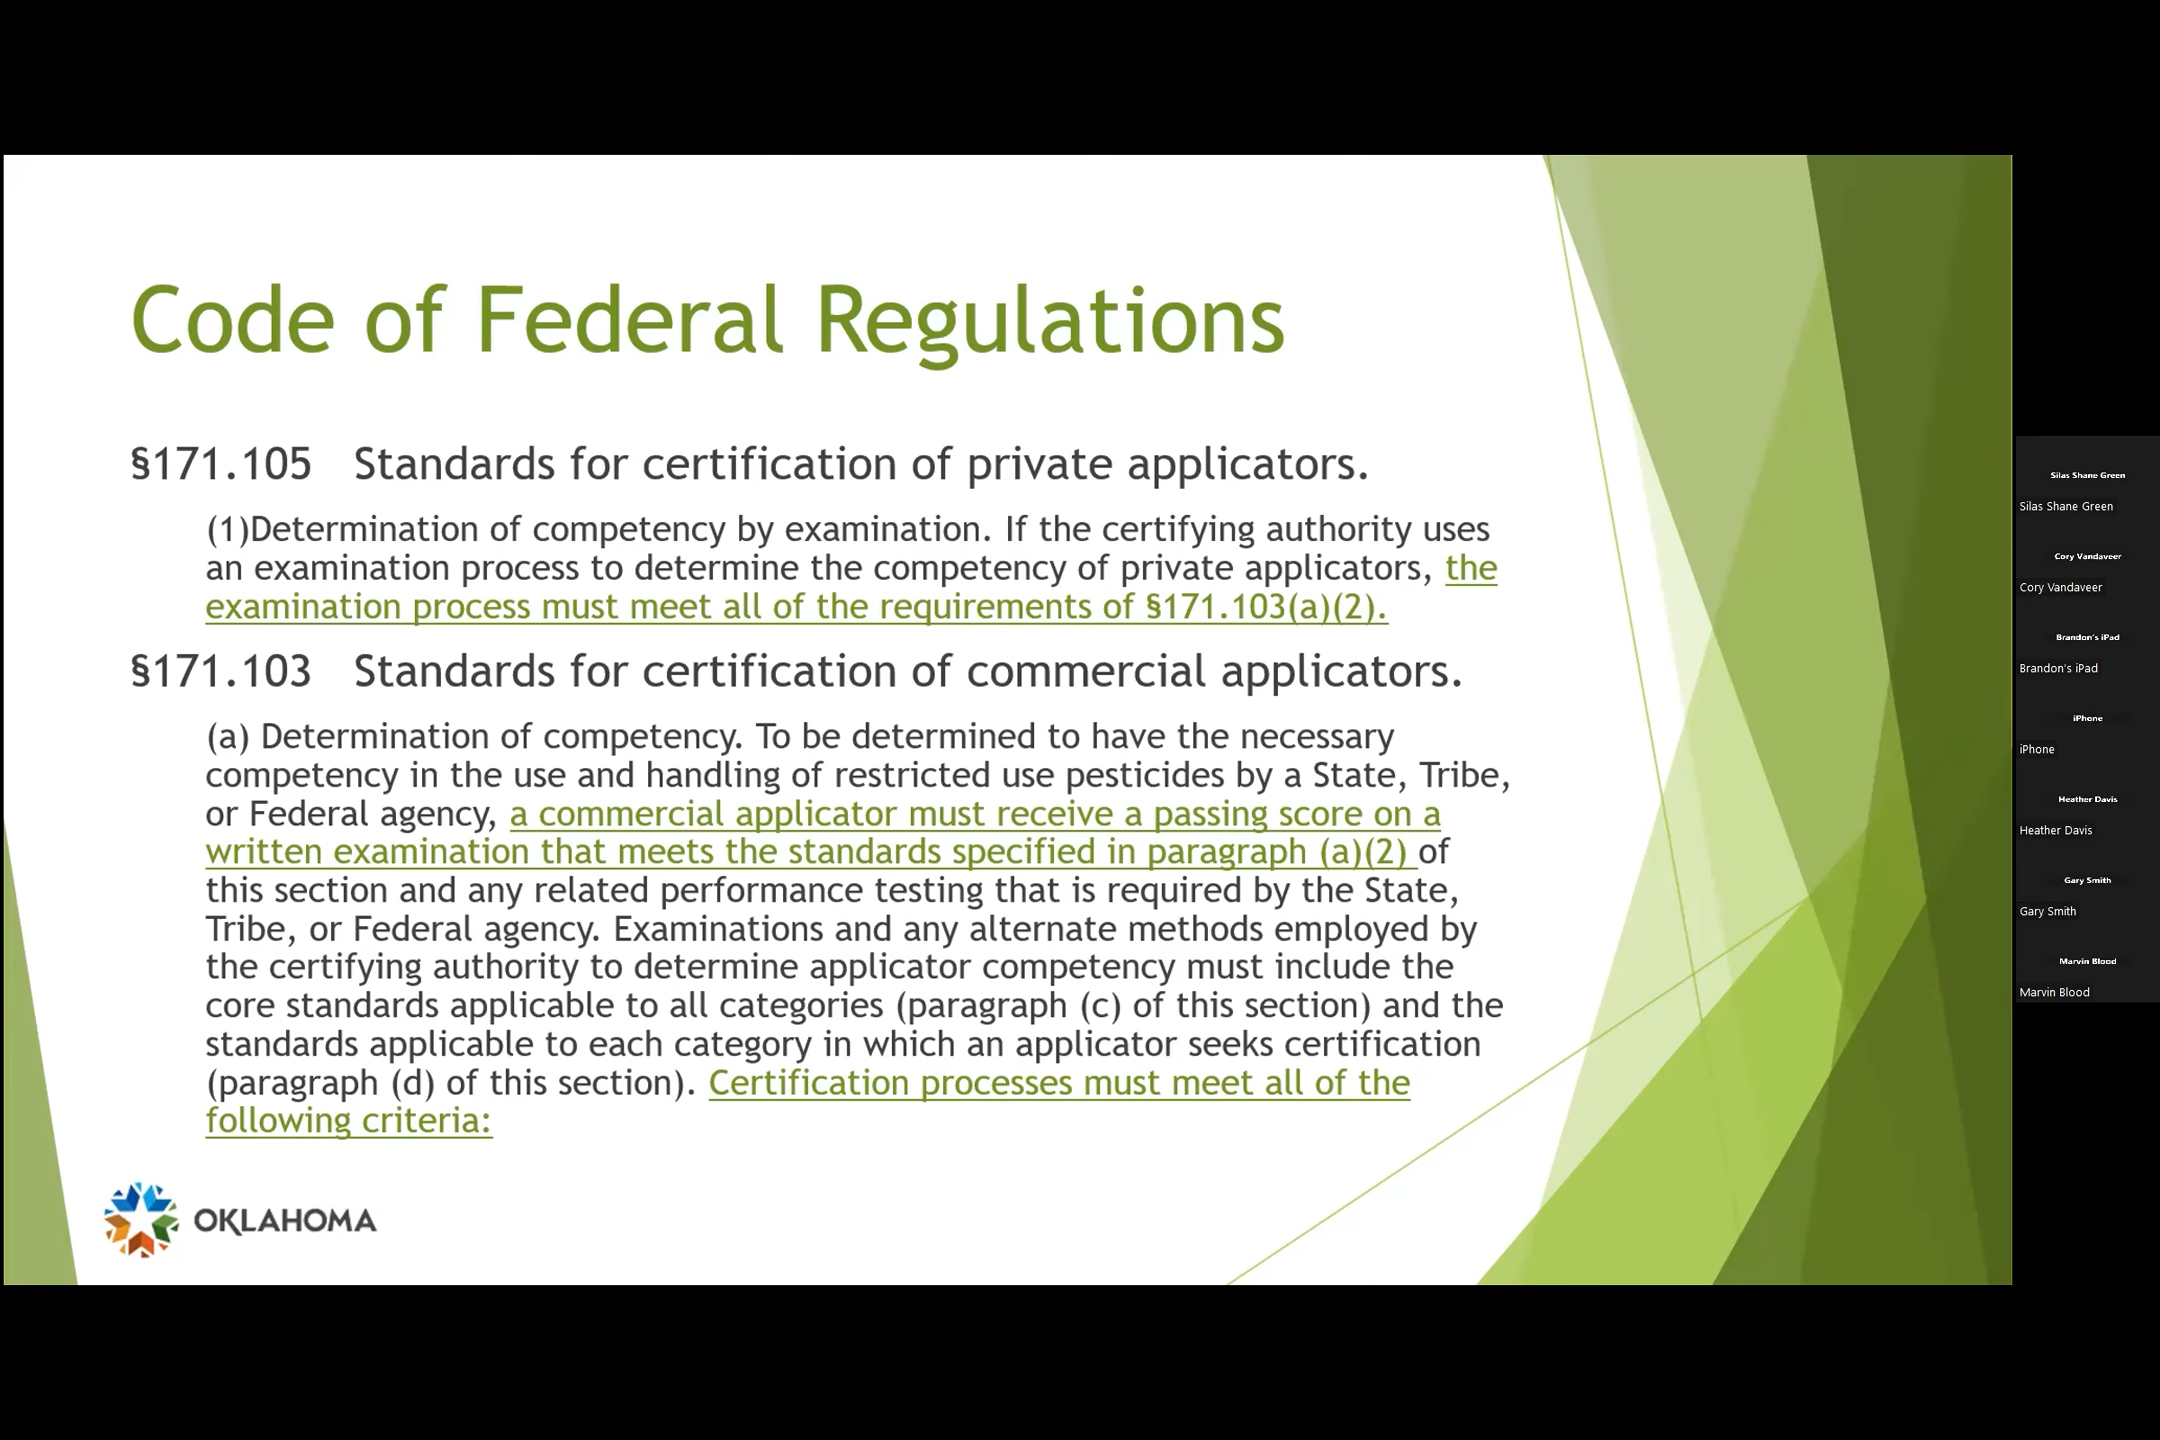 Code of Federal Regulations
§171.105 Standards for certification of private applicators.
(1)Determination of competency by examination. If the certifying authority uses
an examination process to determine the competency of private applicators, the
examination process must meet all of the requirements of §171.103(a)(2).
§171.103 Standards for certification of commercial applicators.
(a) Determination of competency. To be determined to have the necessary
competency in the use and handling of restricted use pesticides by a State, Tribe,
or Federal agency, a commercial applicator must receive a passing score on a
written examination that meets the standards specified in paragraph (a)(2) of
this section and any related performance testing that is required by the State,
Tribe, or Federal agency. Examinations and any alternate methods employed by
the certifying authority to determine applicator competency must include the
core standards applicable to all categories (paragraph (c) of this section) and the
standards applicable to each category in which an applicator seeks certification
(paragraph (d) of this section). Certification processes must meet all of the
following criteria:
OKLAHOMA
Silas Shane Green
Silas Shane Green
Cory Vandaveer
Cory Vandaveer
Brandon's iPad
Brandon's iPad
iPhone
iPhone
Heather Davis
Heather Davis
Gary Smith
Gary Smith
Marvin Blood
Marvin Blood